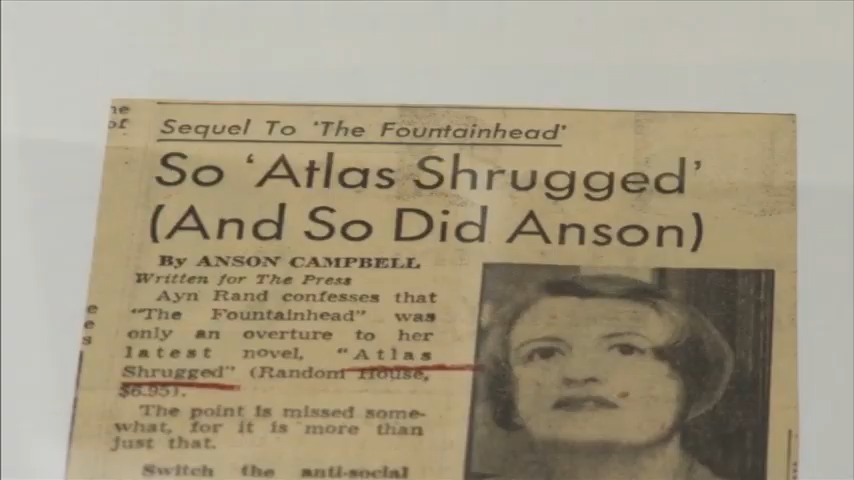 ne
of
Sequel To 'The Fountainhead'
So 'Atlas Shrugged'
(And So Did Anson)
By ANSON CAMPBELL
Written for The Press
Ayn Rand confesses that
"The Fountainhead" was
only an overture to her
latest novel, "Atlas
Shrugged" (Random House,
$6.95).
The point is missed some-
what, for it is more than
just that.
Switch the anti-social
e
e
s